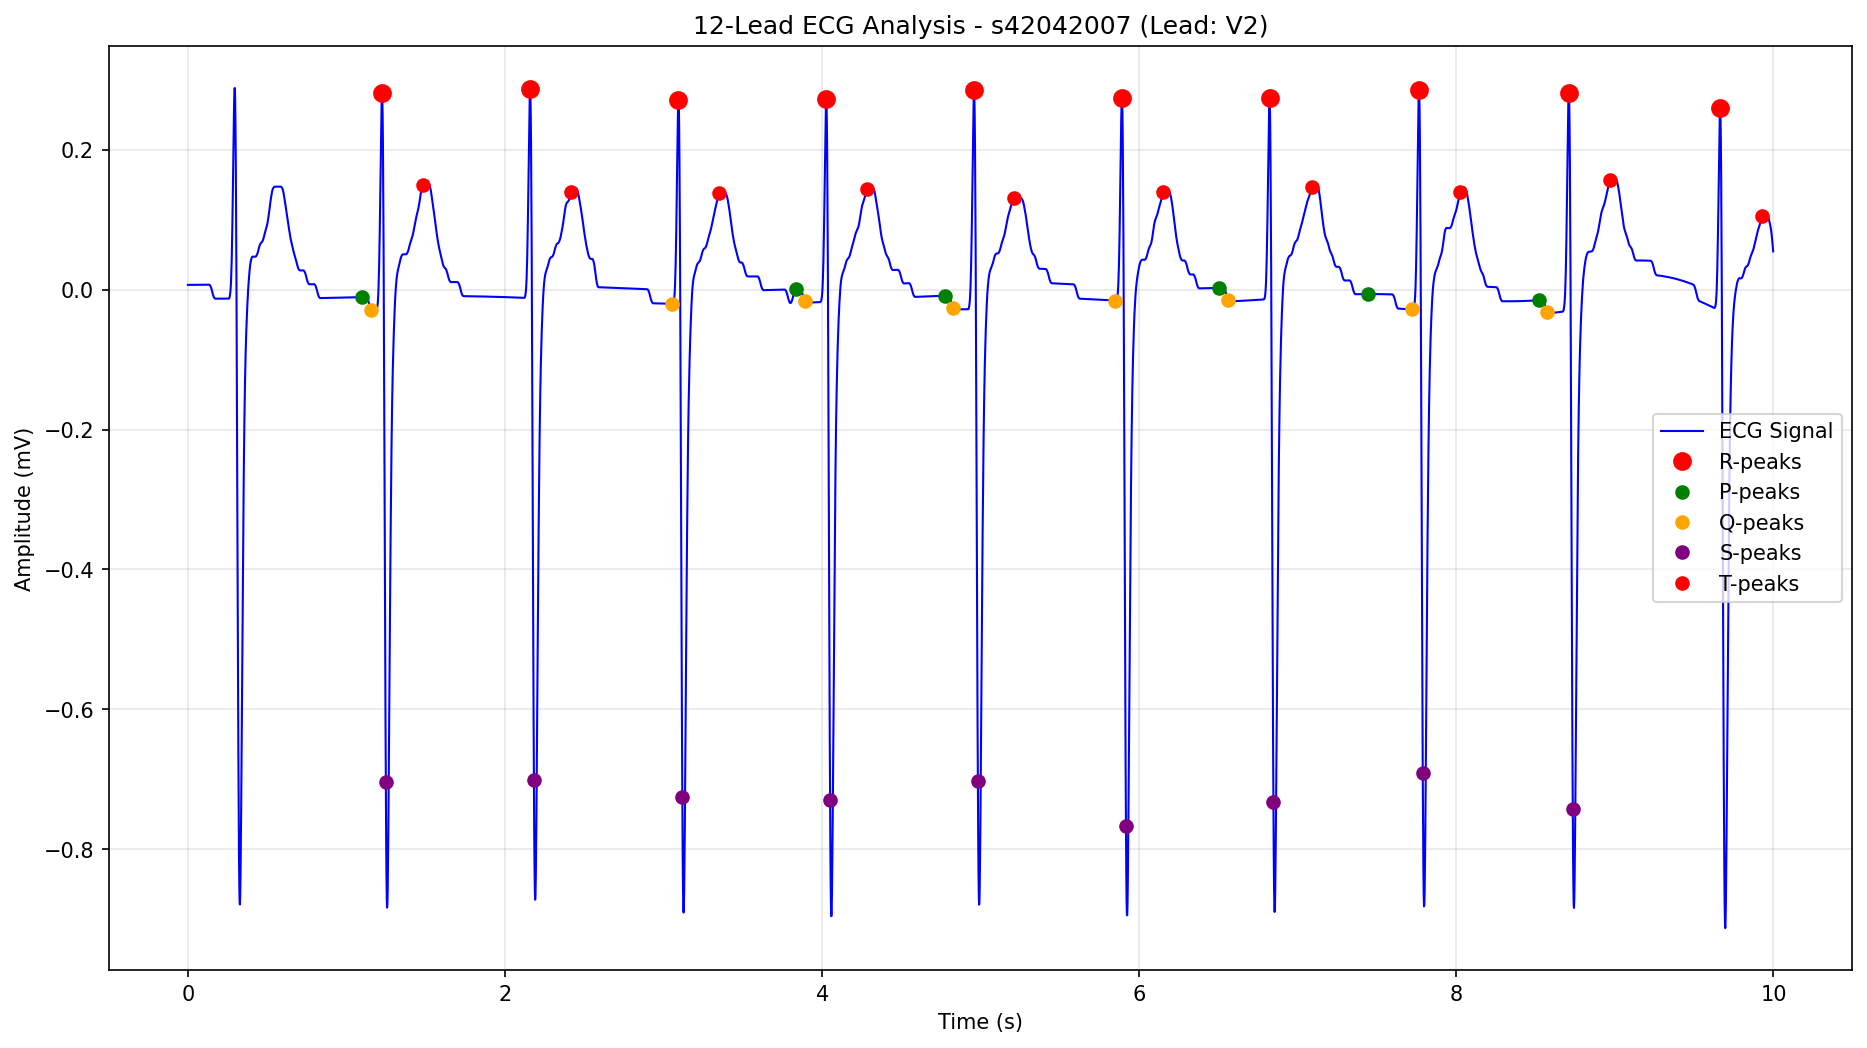 12-Lead ECG Analysis - s42042007 (Lead: V2)
Amplitude (mV)
0.2
0.0
−0.2
−0.4
−0.6
−0.8
ECG Signal
R-peaks
P-peaks
Q-peaks
S-peaks
T-peaks
0 2 4 6 8 10
Time (s)